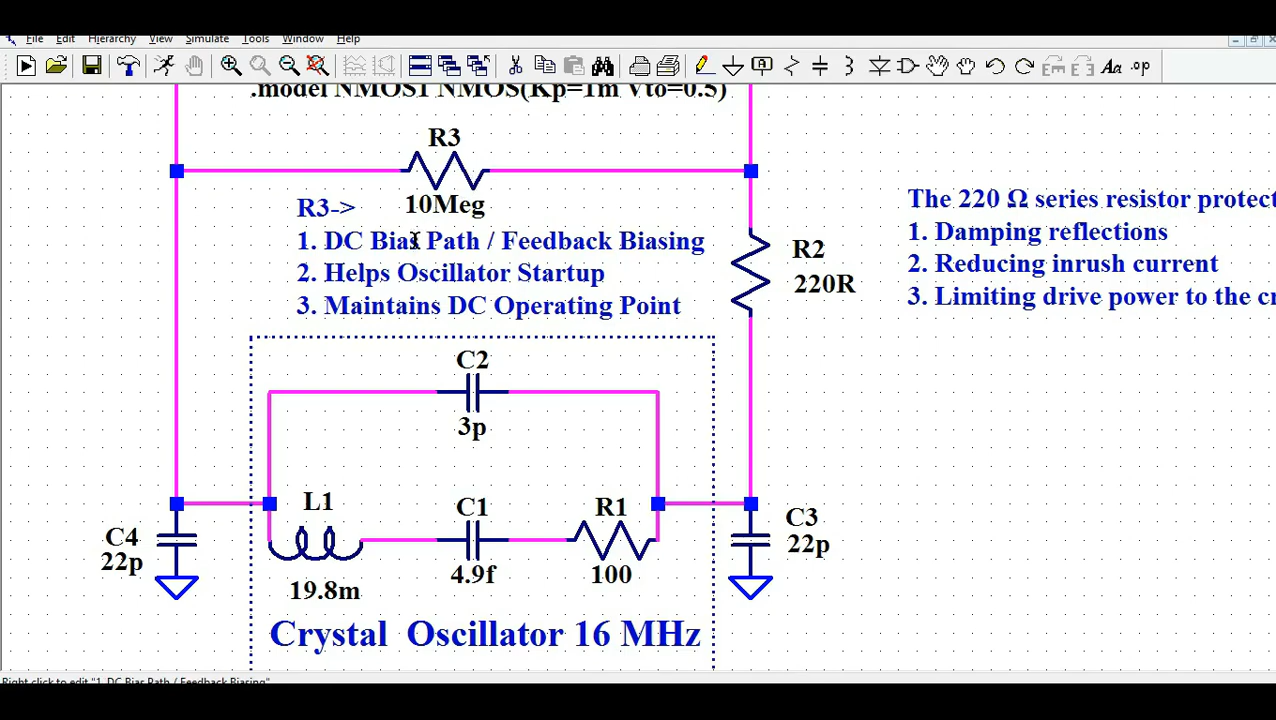 File Edit Hierarchy View Simulate Tools Window Help
.op
.model NMOS1 NMOS(Kp=1m Vto=0.5)
R3
10Meg
R3->
1. DC Bias Path / Feedback Biasing
2. Helps Oscillator Startup
3. Maintains DC Operating Point
R2
220R
The 220 Ω series resistor protect
1. Damping reflections
2. Reducing inrush current
3. Limiting drive power to the cr
C2
3p
L1
19.8m
C1
4.9f
R1
100
C4
22p
C3
22p
Crystal Oscillator 16 MHz
Right click to edit "1. DC Bias Path / Feedback Biasing"